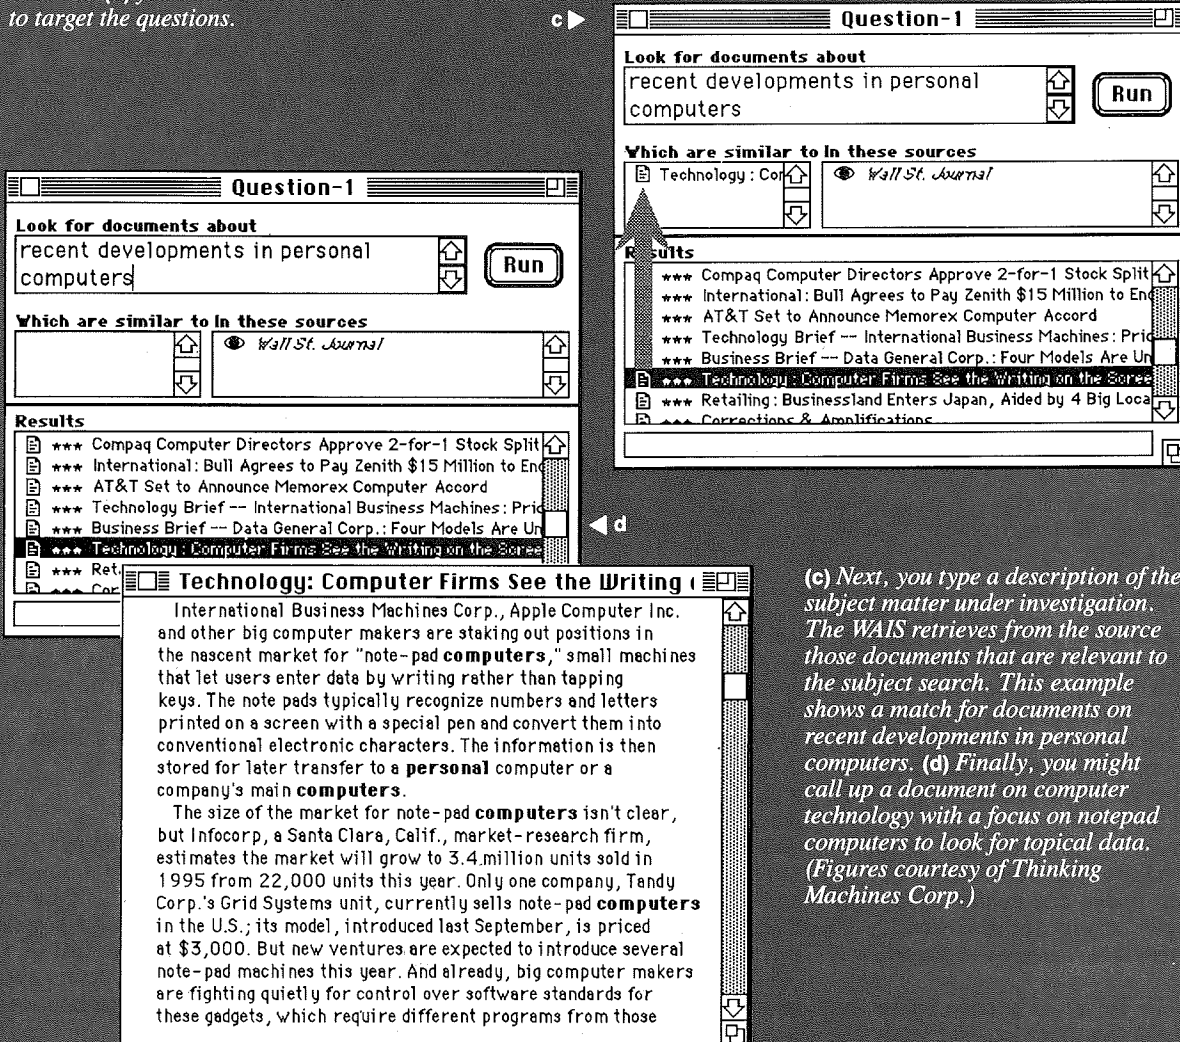 to target the questions.
c
Question-1
Look for documents about
recent developments in personal
computers
Run
Which are similar to In these sources
Technology : Cor
Wall St. Journal
Results
*** Compaq Computer Directors Approve 2-for-1 Stock Split
*** International: Bull Agrees to Pay Zenith $15 Million to End
*** AT&T Set to Announce Memorex Computer Accord
*** Technology Brief -- International Business Machines: Pric
*** Business Brief -- Data General Corp.: Four Models Are Un
*** Technology: Computer Firms See the Writing on the Scree
*** Retailing: Businessland Enters Japan, Aided by 4 Big Loca
*** Corrections & Amplifications
Question-1
Look for documents about
recent developments in personal
computers
Run
Which are similar to In these sources
Wall St. Journal
Results
*** Compaq Computer Directors Approve 2-for-1 Stock Split
*** International: Bull Agrees to Pay Zenith $15 Million to End
*** AT&T Set to Announce Memorex Computer Accord
*** Technology Brief -- International Business Machines: Pric
*** Business Brief -- Data General Corp.: Four Models Are Un
*** Technology: Computer Firms See the Writing on the Scree
*** Ret
*** Cor
d
Technology: Computer Firms See the Writing
International Business Machines Corp., Apple Computer Inc.
and other big computer makers are staking out positions in
the nascent market for "note-pad computers," small machines
that let users enter data by writing rather than tapping
keys. The note pads typically recognize numbers and letters
printed on a screen with a special pen and convert them into
conventional electronic characters. The information is then
stored for later transfer to a personal computer or a
company's main computers.
The size of the market for note-pad computers isn't clear,
but Infocorp, a Santa Clara, Calif., market-research firm,
estimates the market will grow to 3.4 million units sold in
1995 from 22,000 units this year. Only one company, Tandy
Corp.'s Grid Systems unit, currently sells note-pad computers
in the U.S.; its model, introduced last September, is priced
at $3,000. But new ventures are expected to introduce several
note-pad machines this year. And already, big computer makers
are fighting quietly for control over software standards for
these gadgets, which require different programs from those
(c) Next, you type a description of the
subject matter under investigation.
The WAIS retrieves from the source
those documents that are relevant to
the subject search. This example
shows a match for documents on
recent developments in personal
computers. (d) Finally, you might
call up a document on computer
technology with a focus on notepad
computers to look for topical data.
(Figures courtesy of Thinking
Machines Corp.)